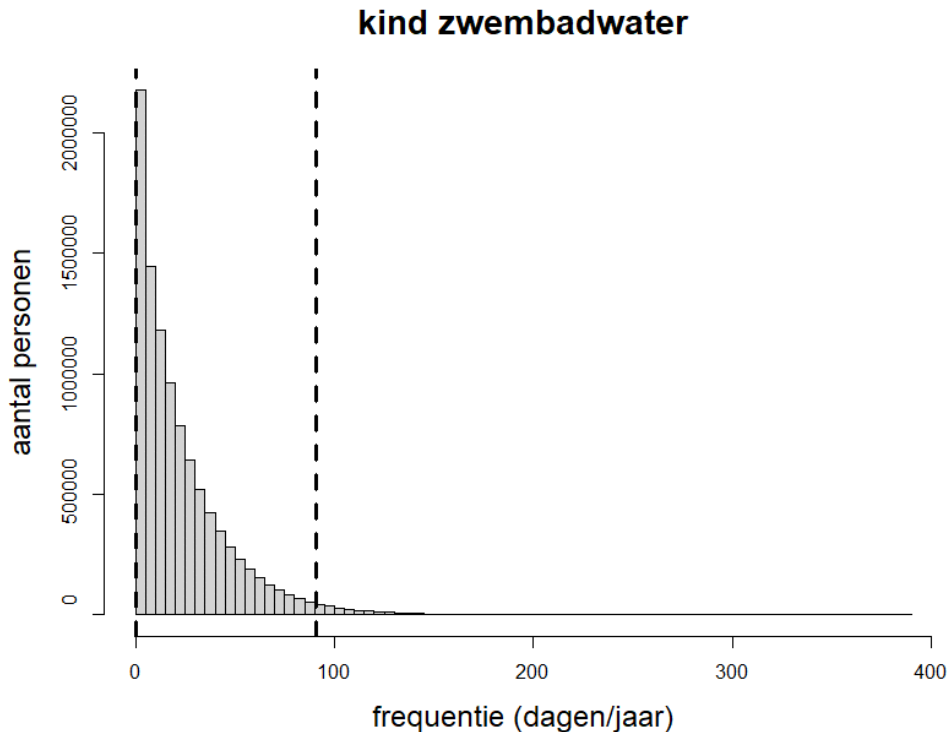 kind zwembadwater
aantal personen
2000000
1500000
1000000
500000
0
0 100 200 300 400
frequentie (dagen/jaar)